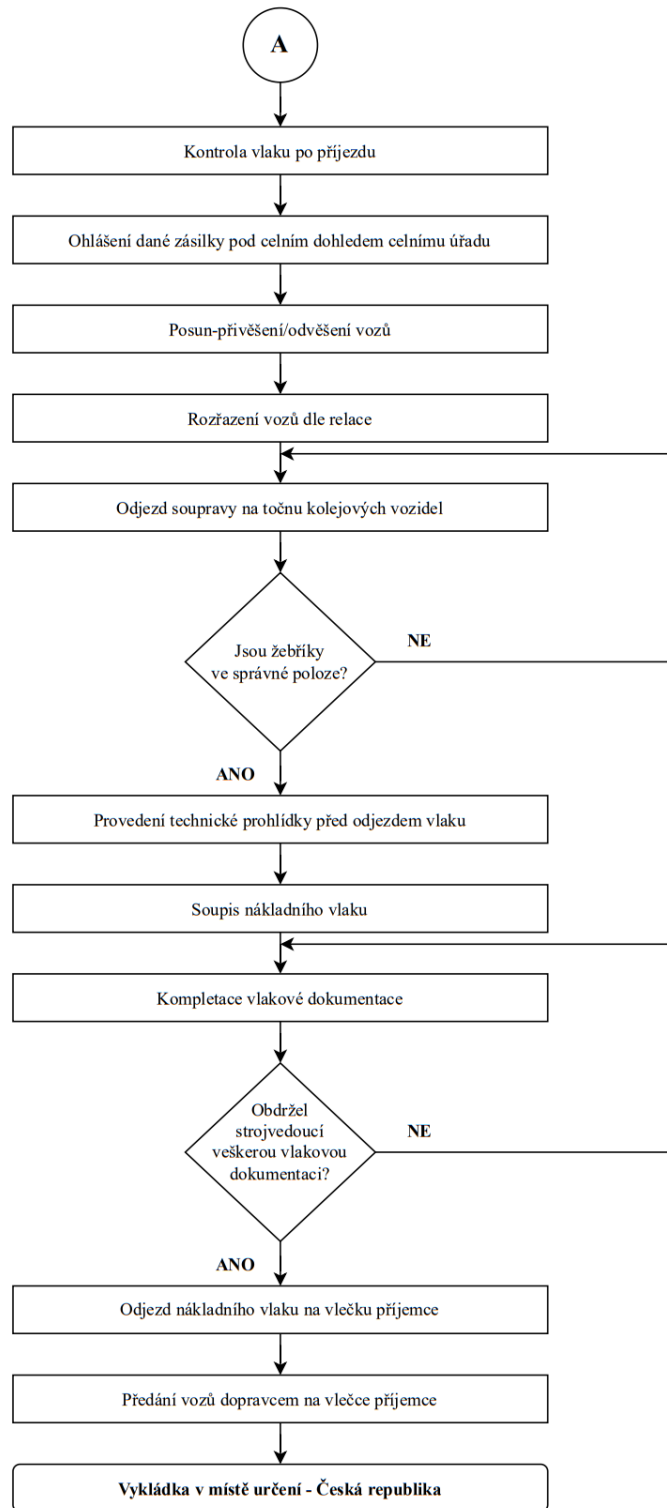 A
Kontrola vlaku po příjezdu
Ohlášení dané zásilky pod celním dohledem celnímu úřadu
Posun-přivěšení/odvěšení vozů
Rozřazení vozů dle relace
Odjezd soupravy na točnu kolejových vozidel
Jsou žebříky
ve správné poloze?
NE
ANO
Provedení technické prohlídky před odjezdem vlaku
Soupis nákladního vlaku
Kompletace vlakové dokumentace
Obdržel
strojvedoucí
veškerou vlakovou
dokumentaci?
NE
ANO
Odjezd nákladního vlaku na vlečku příjemce
Předání vozů dopravcem na vlečce příjemce
Vykládka v místě určení - Česká republika